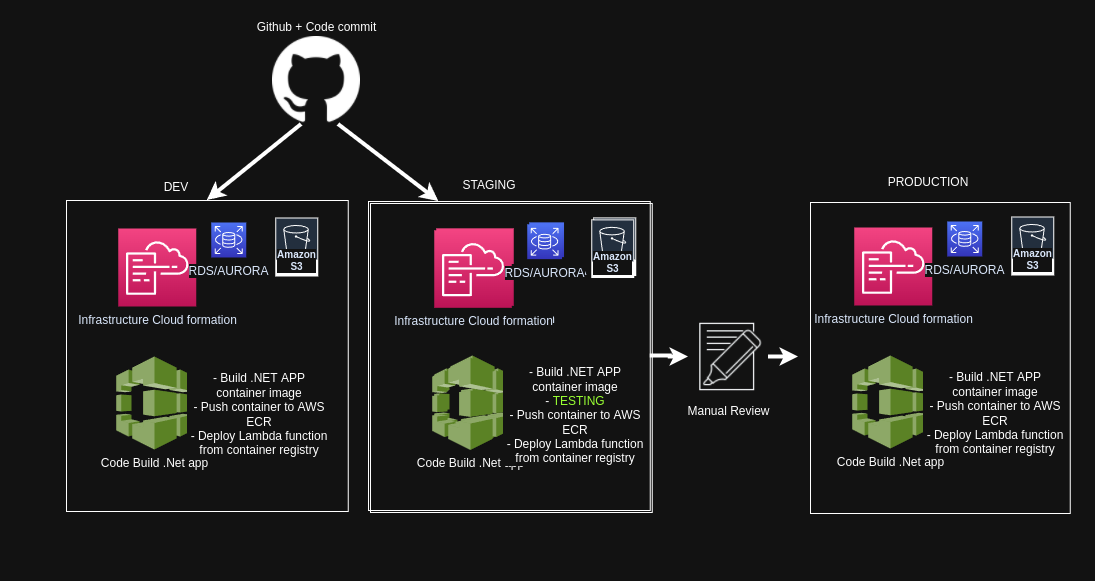 Github + Code commit
DEV
RDS/AURORA
Amazon
S3
Infrastructure Cloud formation
- Build .NET APP
container image
- Push container to AWS
ECR
- Deploy Lambda function
from container registry
Code Build .Net app
STAGING
RDS/AURORA
Amazon
S3
Infrastructure Cloud formation
- Build .NET APP
container image
- TESTING
- Push container to AWS
ECR
- Deploy Lambda function
from container registry
Code Build .Net
Manual Review
PRODUCTION
RDS/AURORA
Amazon
S3
Infrastructure Cloud formation
- Build .NET APP
container image
- Push container to AWS
ECR
- Deploy Lambda function
from container registry
Code Build .Net app